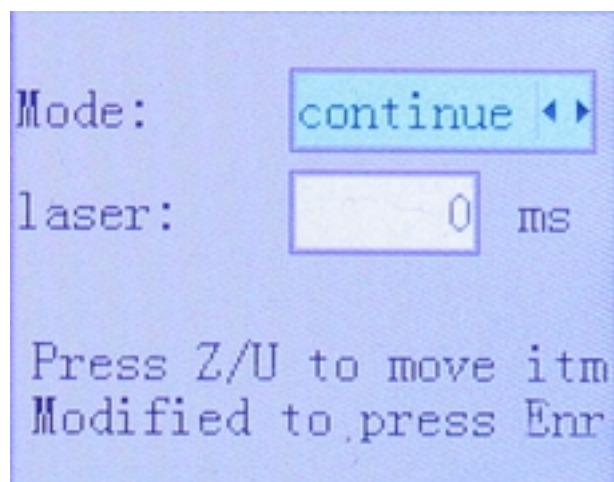 Mode: continue
laser: 0 ms
Press Z/U to move itm
Modified to press Enr